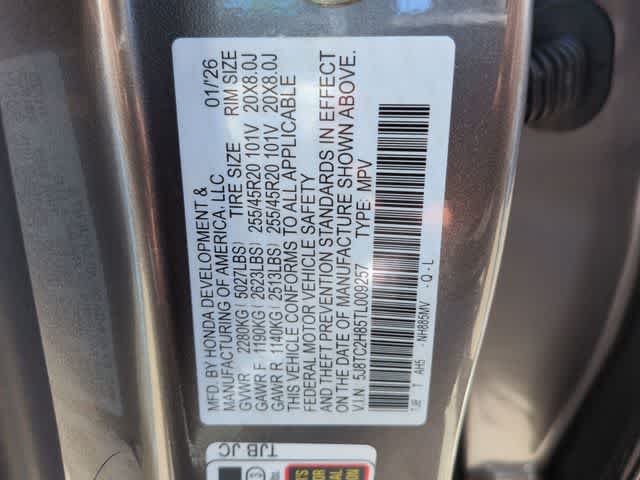 MFD. BY HONDA DEVELOPMENT &
MANUFACTURING OF AMERICA, LLC 01/'26
TIRE SIZE RIM SIZE
GVWR 2280KG(5027LBS)
GAWR F 1190KG(2623LBS) 255/45R20 101V 20X8.0J
GAWR R 1140KG(2513LBS) 255/45R20 101V 20X8.0J
THIS VEHICLE CONFORMS TO ALL APPLICABLE
FEDERAL MOTOR VEHICLE SAFETY
AND THEFT PREVENTION STANDARDS IN EFFECT
ON THE DATE OF MANUFACTURE SHOWN ABOVE.
V.I.N. 5J8TC2H85TL009257 TYPE: MPV
TJB T AH5 - NH885MV - Q - L
TJB JC